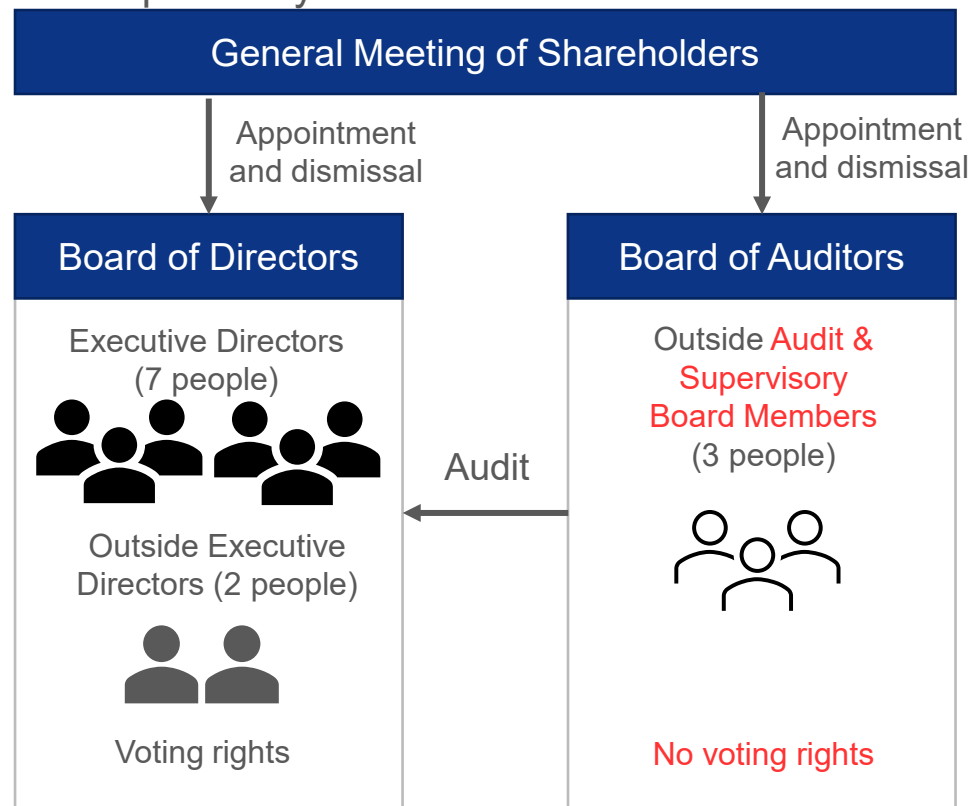 General Meeting of Shareholders
Appointment
and dismissal
Appointment
and dismissal
Board of Directors
Executive Directors
(7 people)
Outside Executive
Directors (2 people)
Voting rights
Audit
Board of Auditors
Outside Audit &
Supervisory
Board Members
(3 people)
No voting rights